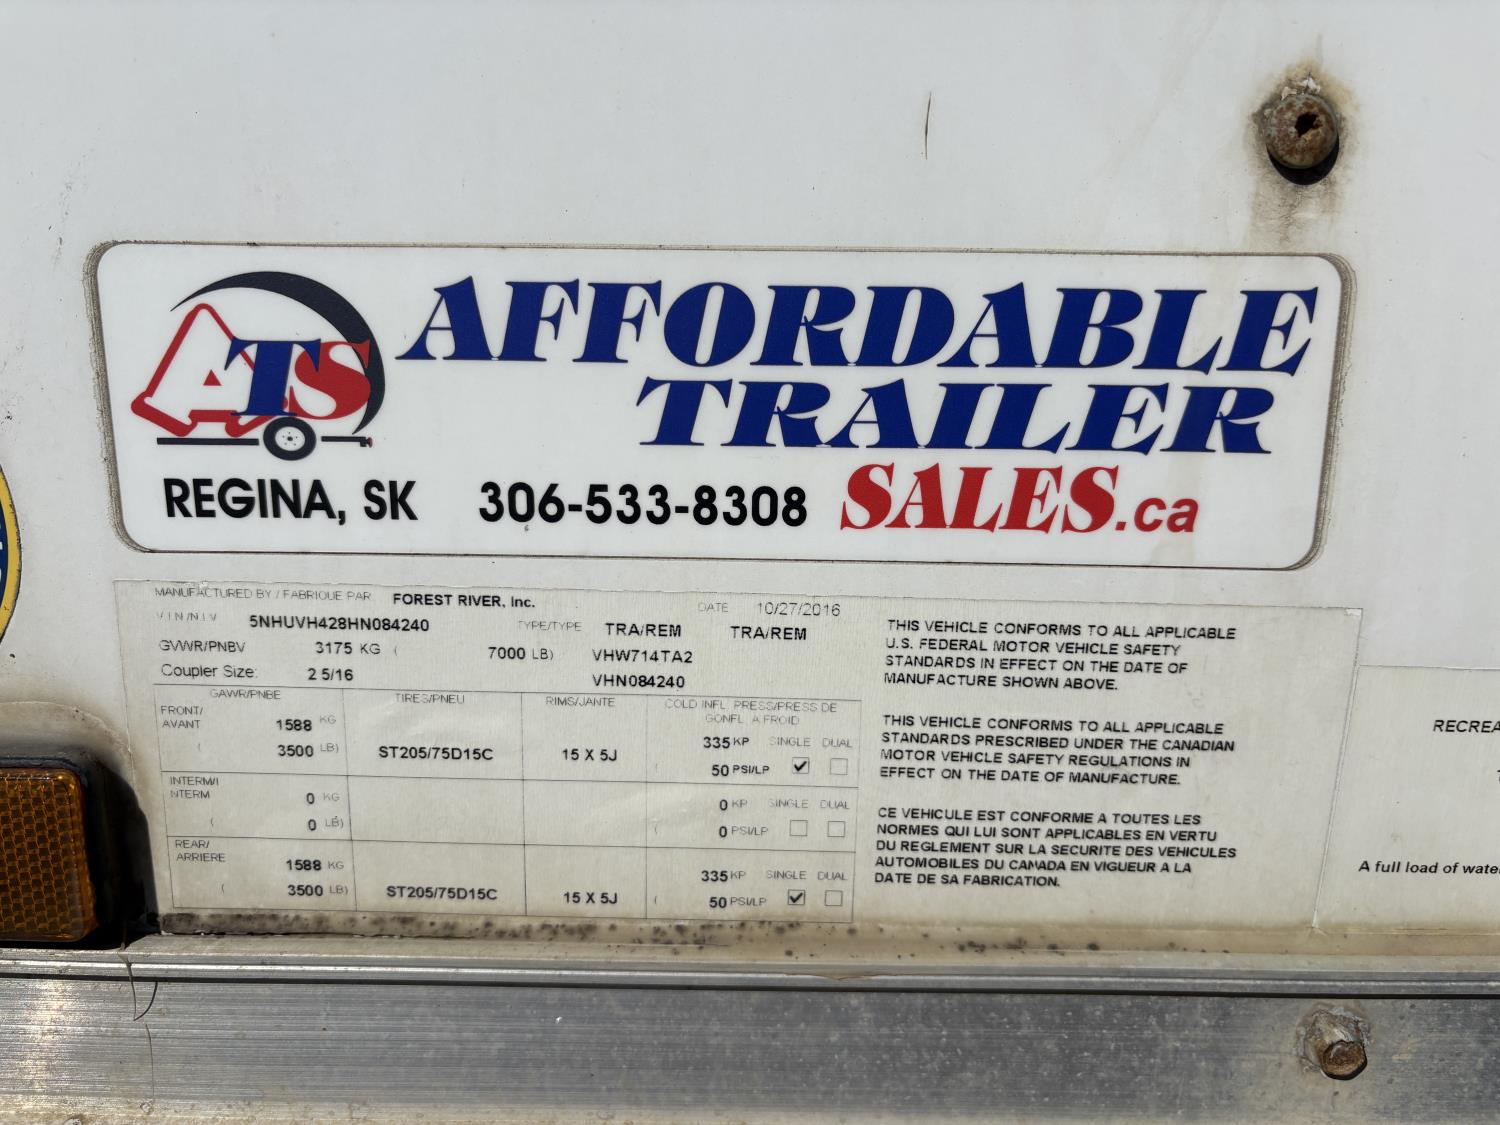 ATS
AFFORDABLE
TRAILER
REGINA, SK 306-533-8308 SALES.ca
MANUFACTURED BY / FABRIQUE PAR FOREST RIVER, Inc. DATE 10/27/2016
V I N / N I V 5NHUVH428HN084240 TYPE/TYPE TRA/REM TRA/REM
GVWR/PNBV 3175 KG ( 7000 LB) VHW714TA2
Coupler Size: 2 5/16 VHN084240
GAWR/PNBE TIRES/PNEU RIMS/JANTE COLD INFL PRESS/PRESS DE
GONFL A FROID
FRONT/
AVANT 1588 KG 335 KP SINGLE DUAL
( 3500 LB) ST205/75D15C 15 X 5J ( 50 PSI/LP ✓
INTERM/I
NTERM 0 KG 0 KP SINGLE DUAL
( 0 LB) ( 0 PSI/LP
REAR/
ARRIERE 1588 KG 335 KP SINGLE DUAL
( 3500 LB) ST205/75D15C 15 X 5J ( 50 PSI/LP ✓
THIS VEHICLE CONFORMS TO ALL APPLICABLE
U.S. FEDERAL MOTOR VEHICLE SAFETY
STANDARDS IN EFFECT ON THE DATE OF
MANUFACTURE SHOWN ABOVE.
THIS VEHICLE CONFORMS TO ALL APPLICABLE
STANDARDS PRESCRIBED UNDER THE CANADIAN
MOTOR VEHICLE SAFETY REGULATIONS IN
EFFECT ON THE DATE OF MANUFACTURE.
CE VEHICULE EST CONFORME A TOUTES LES
NORMES QUI LUI SONT APPLICABLES EN VERTU
DU REGLEMENT SUR LA SECURITE DES VEHICULES
AUTOMOBILES DU CANADA EN VIGUEUR A LA
DATE DE SA FABRICATION.
RECREA
A full load of wate